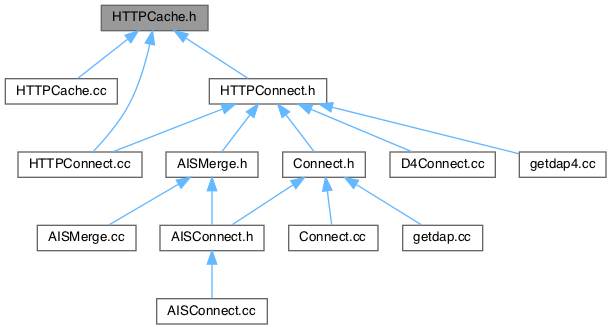 HTTPCache.h
HTTPCache.cc
HTTPConnect.h
HTTPConnect.cc
AISMerge.h
Connect.h
D4Connect.cc
getdap4.cc
AISMerge.cc
AISConnect.h
Connect.cc
getdap.cc
AISConnect.cc